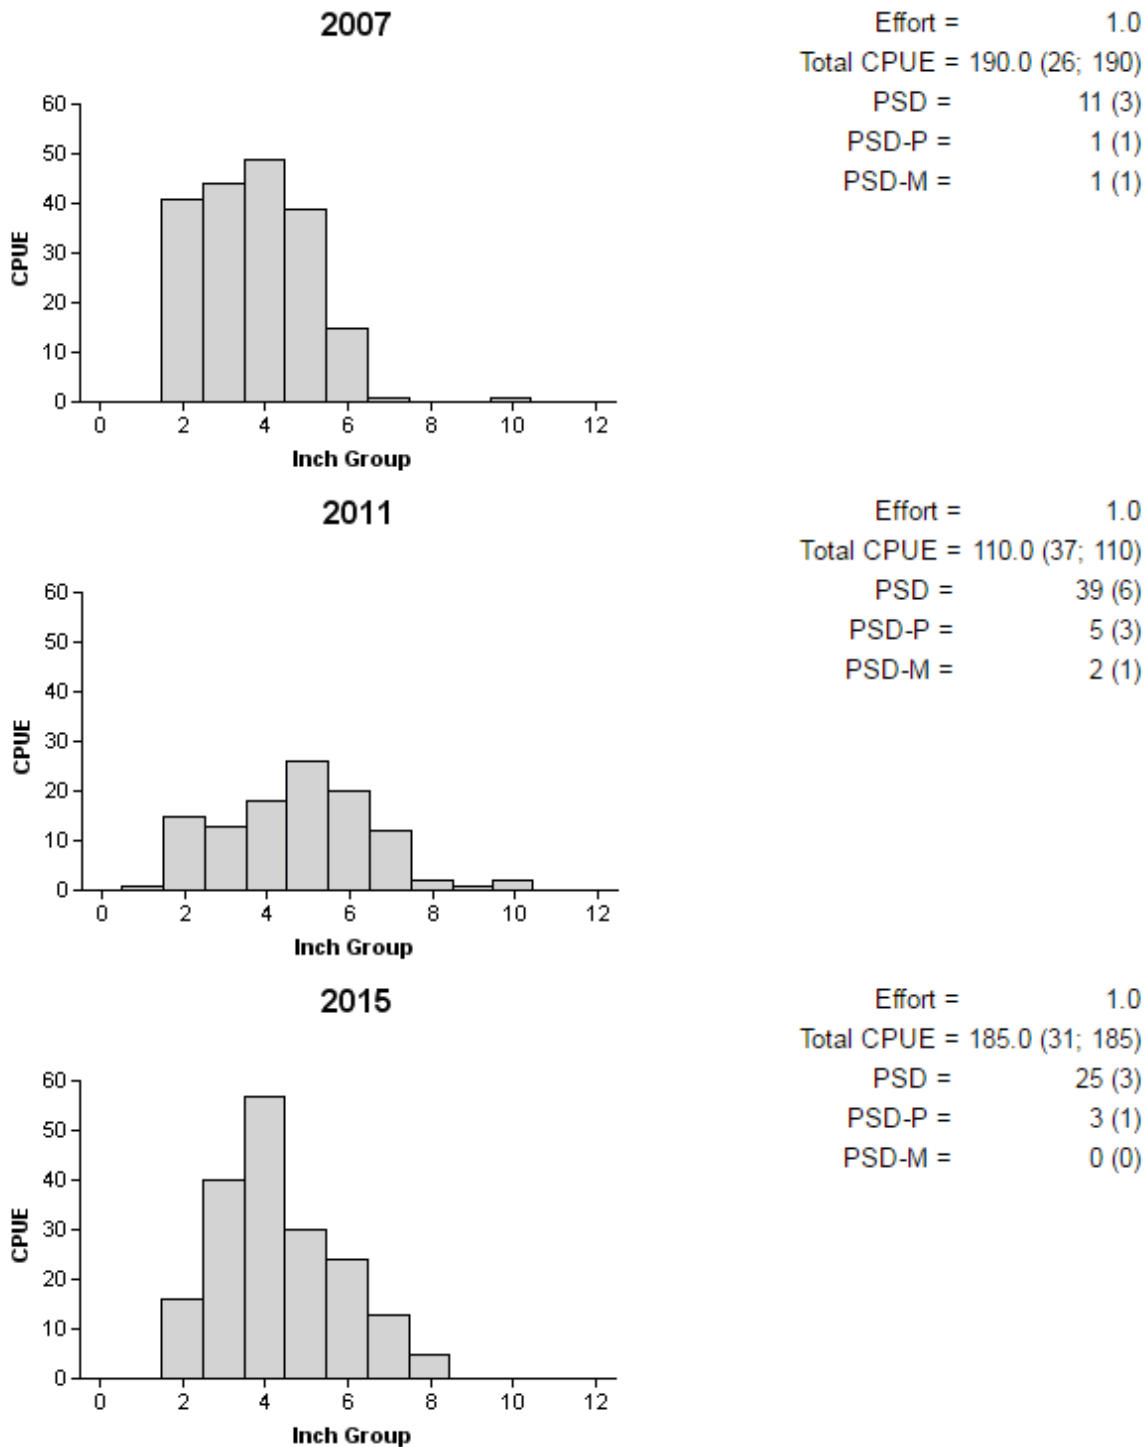 2007
Effort = 1.0
Total CPUE = 190.0 (26; 190)
PSD = 11 (3)
PSD-P = 1 (1)
PSD-M = 1 (1)
60
50
40
30
20
10
0
CPUE
0 2 4 6 8 10 12
Inch Group
2011
Effort = 1.0
Total CPUE = 110.0 (37; 110)
PSD = 39 (6)
PSD-P = 5 (3)
PSD-M = 2 (1)
60
50
40
30
20
10
0
CPUE
0 2 4 6 8 10 12
Inch Group
2015
Effort = 1.0
Total CPUE = 185.0 (31; 185)
PSD = 25 (3)
PSD-P = 3 (1)
PSD-M = 0 (0)
60
50
40
30
20
10
0
CPUE
0 2 4 6 8 10 12
Inch Group